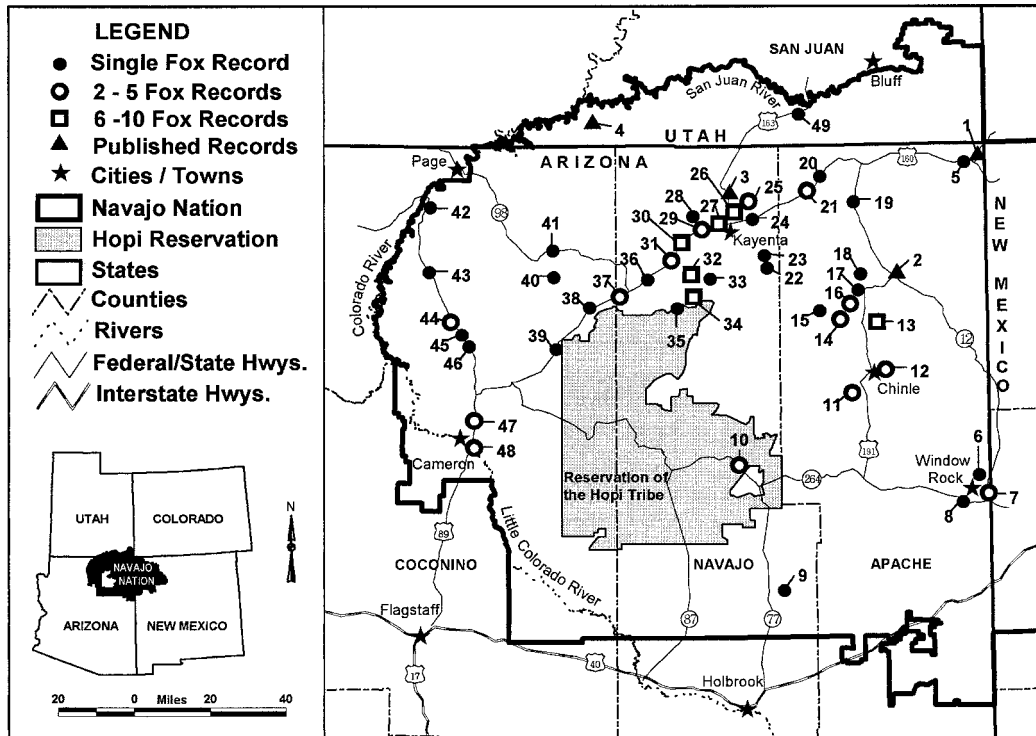 LEGEND
Single Fox Record
2 - 5 Fox Records
6 -10 Fox Records
Published Records
Cities / Towns
Navajo Nation
Hopi Reservation
States
Counties
Rivers
Federal/State Hwys.
Interstate Hwys.
UTAH
COLORADO
NAVAJO
NATION
ARIZONA
NEW MEXICO
N
20 0 Miles 20 40
SAN JUAN
Bluff
San Juan River
163
49
4
UTAH
ARIZONA
1
160
5
Page
98
42
41
40
43
44
45
46
39
38
37
36
31
30
29
28
27
26
3
25
24
Kayenta
20
21
19
23
22
32
33
34
35
18
17
16
15
14
2
13
12
Chinle
11
12
NEW MEXICO
Colorado River
47
48
Cameron
10
264
191
6
Window
Rock
7
8
Reservation of
the Hopi Tribe
89
Little Colorado River
COCONINO
NAVAJO
APACHE
9
87
77
Flagstaff
17
40
Holbrook